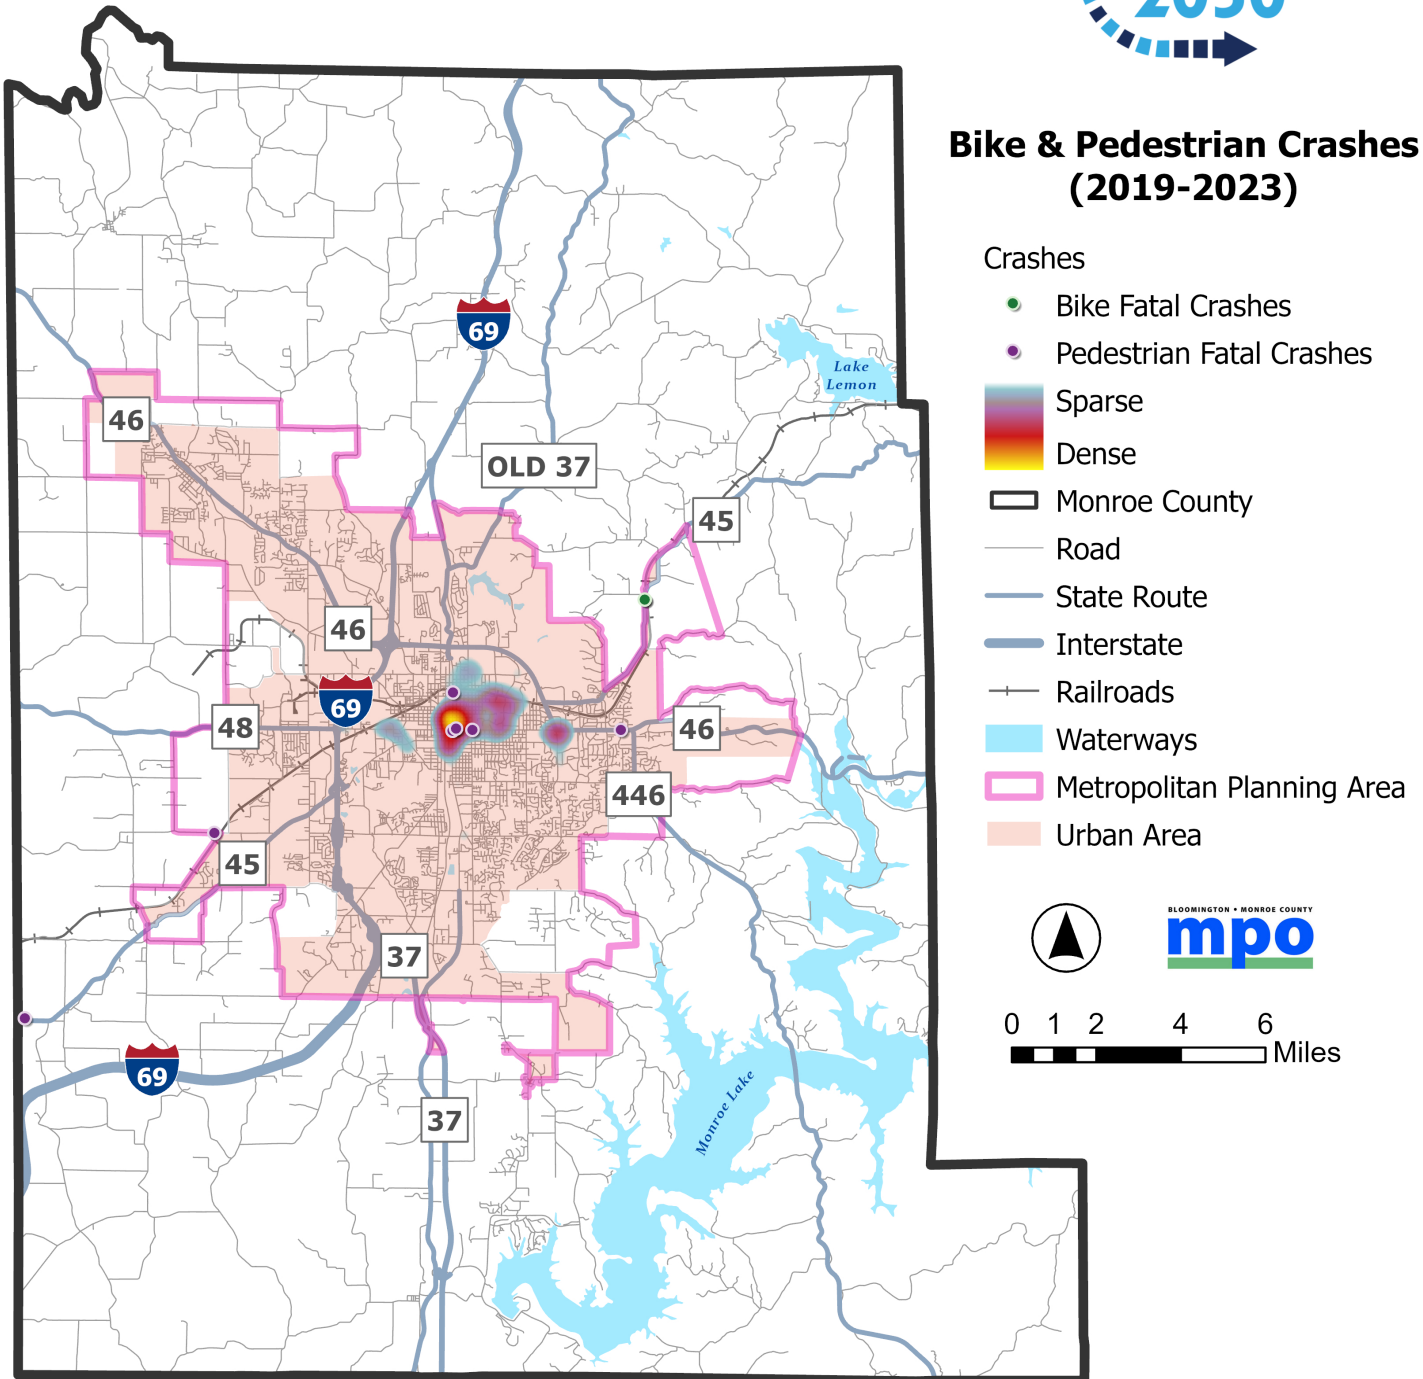 2050
Bike & Pedestrian Crashes
(2019-2023)
Crashes
Bike Fatal Crashes
Pedestrian Fatal Crashes
Sparse
Dense
Monroe County
Road
State Route
Interstate
Railroads
Waterways
Metropolitan Planning Area
Urban Area
BLOOMINGTON • MONROE COUNTY
mpo
0 1 2 4 6 Miles
69
Lake
Lemon
46
OLD 37
45
46
69
48
46
446
45
37
69
37
Monroe Lake